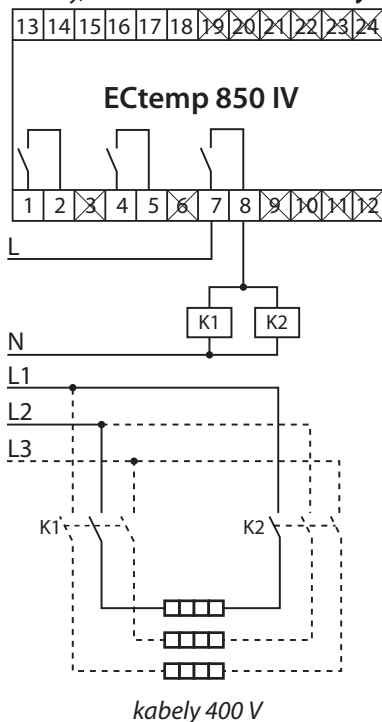 13 14 15 16 17 18 19 20 21 22 23 24
ECtemp 850 IV
1 2 3 4 5 6 7 8 9 10 11 12
L
K1 K2
N
L1
L2
L3
K1 K2
kabely 400 V